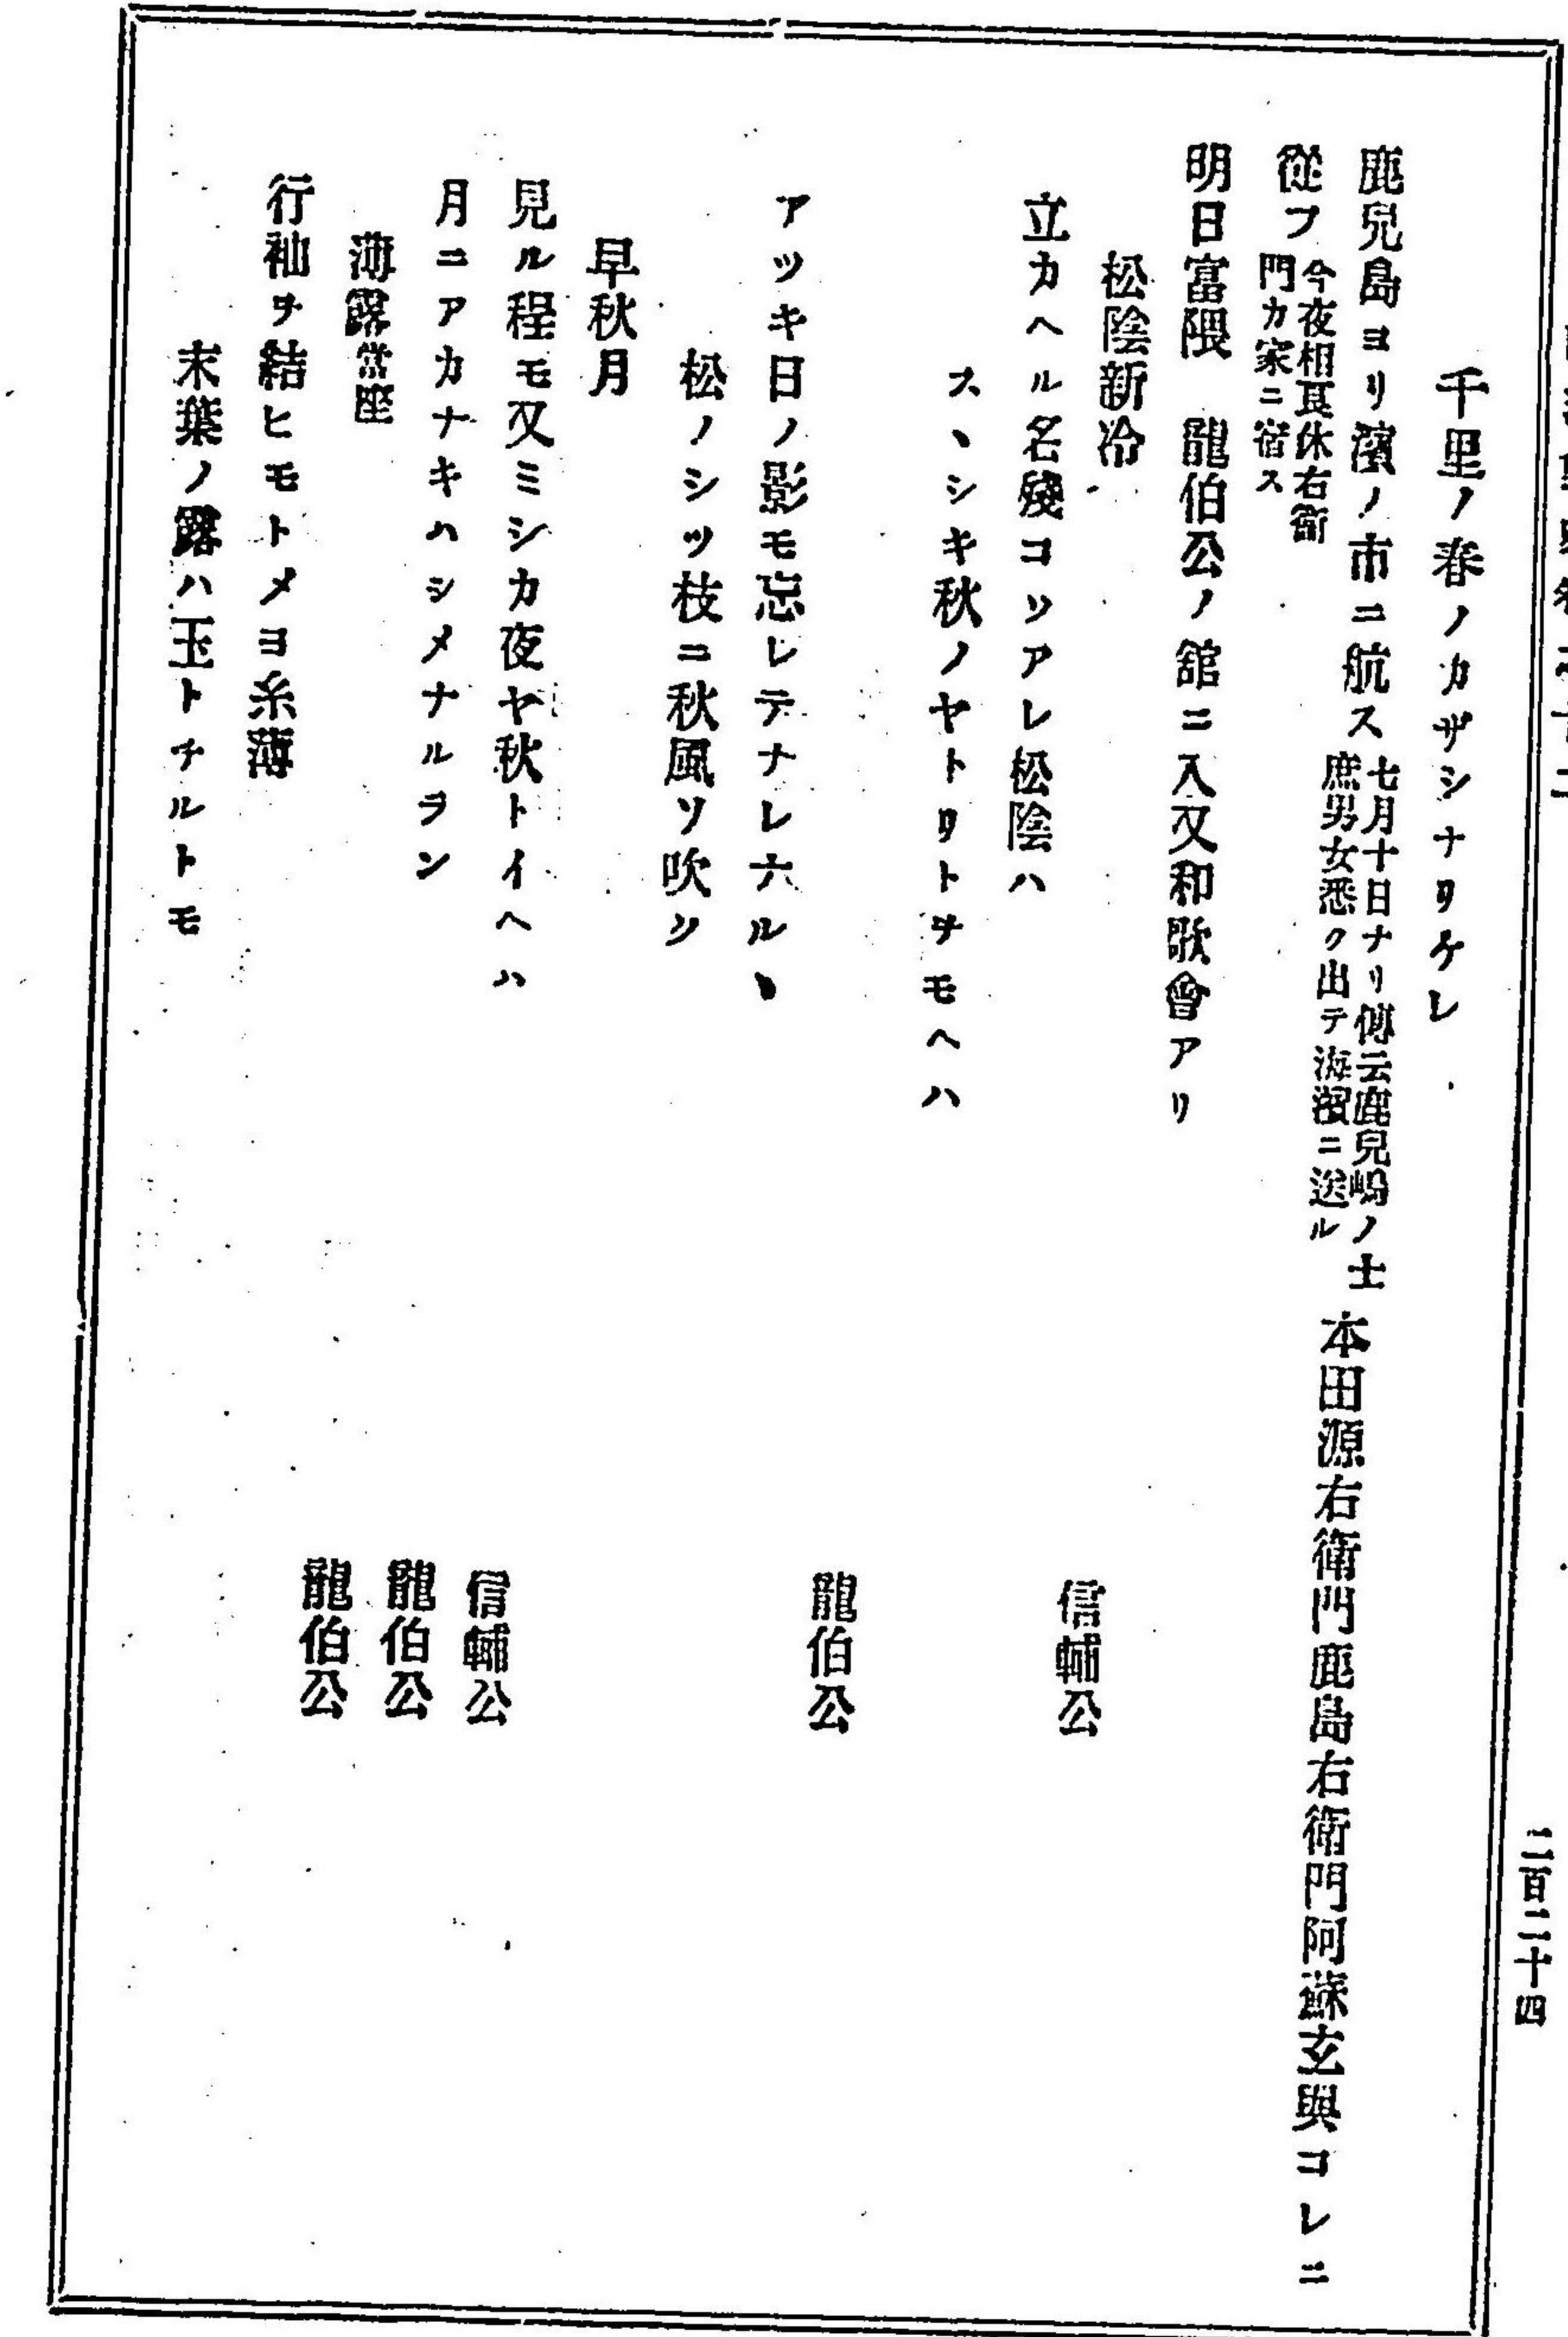 千里ノ春ノカザシナリケレ
鹿兒島ヨリ濱ノ市ニ航ス
七月十日ナリ傳云鹿兒嶋ノ士
庶男女悉ク出テ海濱ニ送ル
本田源右衛門鹿島右衛門阿蘇玄與コレニ
從フ
今夜相良休右衛
門カ家ニ宿ス
明日富隈 龍伯公ノ舘ニ入又和歌會アリ
松陰新冷
信輔公
立カヘル名殘コソアレ松陰ハ
スヽシキ秋ノヤトリトヲモヘハ
龍伯公
アツキ日ノ影モ忘レテナレナルヽ
松ノシツ枝ニ秋風ソ吹ク
早秋月
信輔公
見ル程モ又ミシカ夜ヤ秋トイヘハ
龍伯公
月ニアカナキハシメナルラン
薄露當座
龍伯公
行袖ヲ結ヒモトメヨ糸薄
末葉ノ露ハ玉トチルトモ
二百二十四